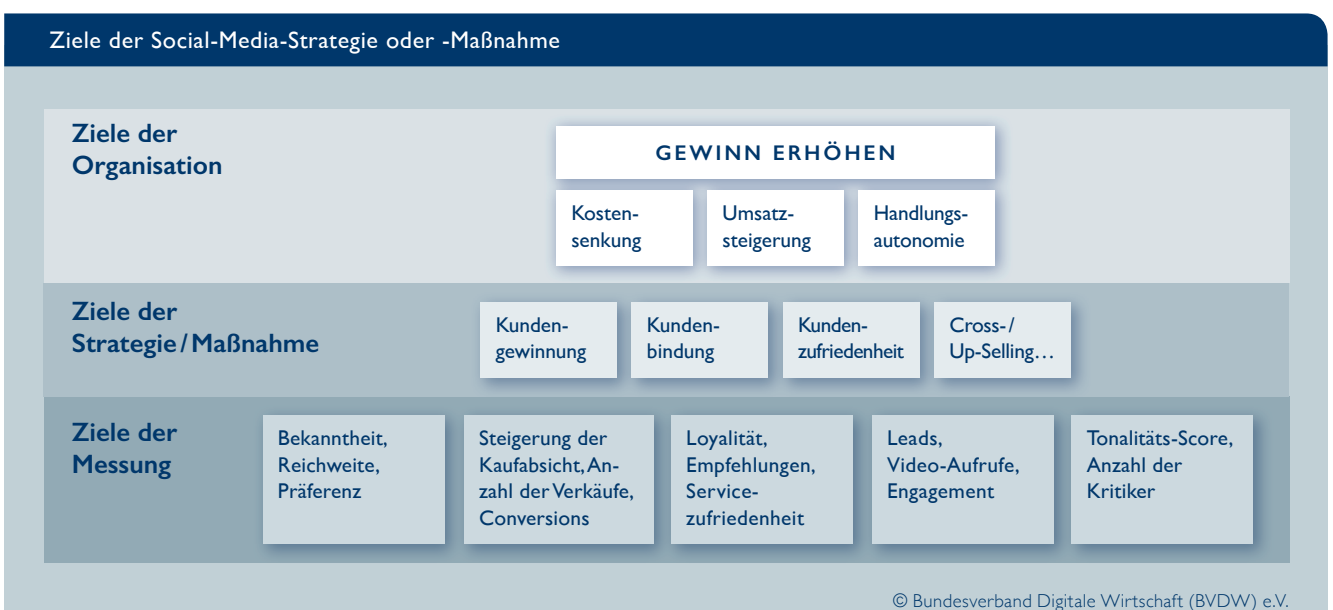 Ziele der Social-Media-Strategie oder -Maßnahme
Ziele der
Organisation
GEWINN ERHÖHEN
Kosten-
senkung
Umsatz-
steigerung
Handlungs-
autonomie
Ziele der
Strategie/Maßnahme
Kunden-
gewinnung
Kunden-
bindung
Kunden-
zufriedenheit
Cross-/
Up-Selling…
Ziele der
Messung
Bekanntheit,
Reichweite,
Präferenz
Steigerung der
Kaufabsicht, An-
zahl der Verkäufe,
Conversions
Loyalität,
Empfehlungen,
Service-
zufriedenheit
Leads,
Video-Aufrufe,
Engagement
Tonalitäts-Score,
Anzahl der
Kritiker
© Bundesverband Digitale Wirtschaft (BVDW) e.V.